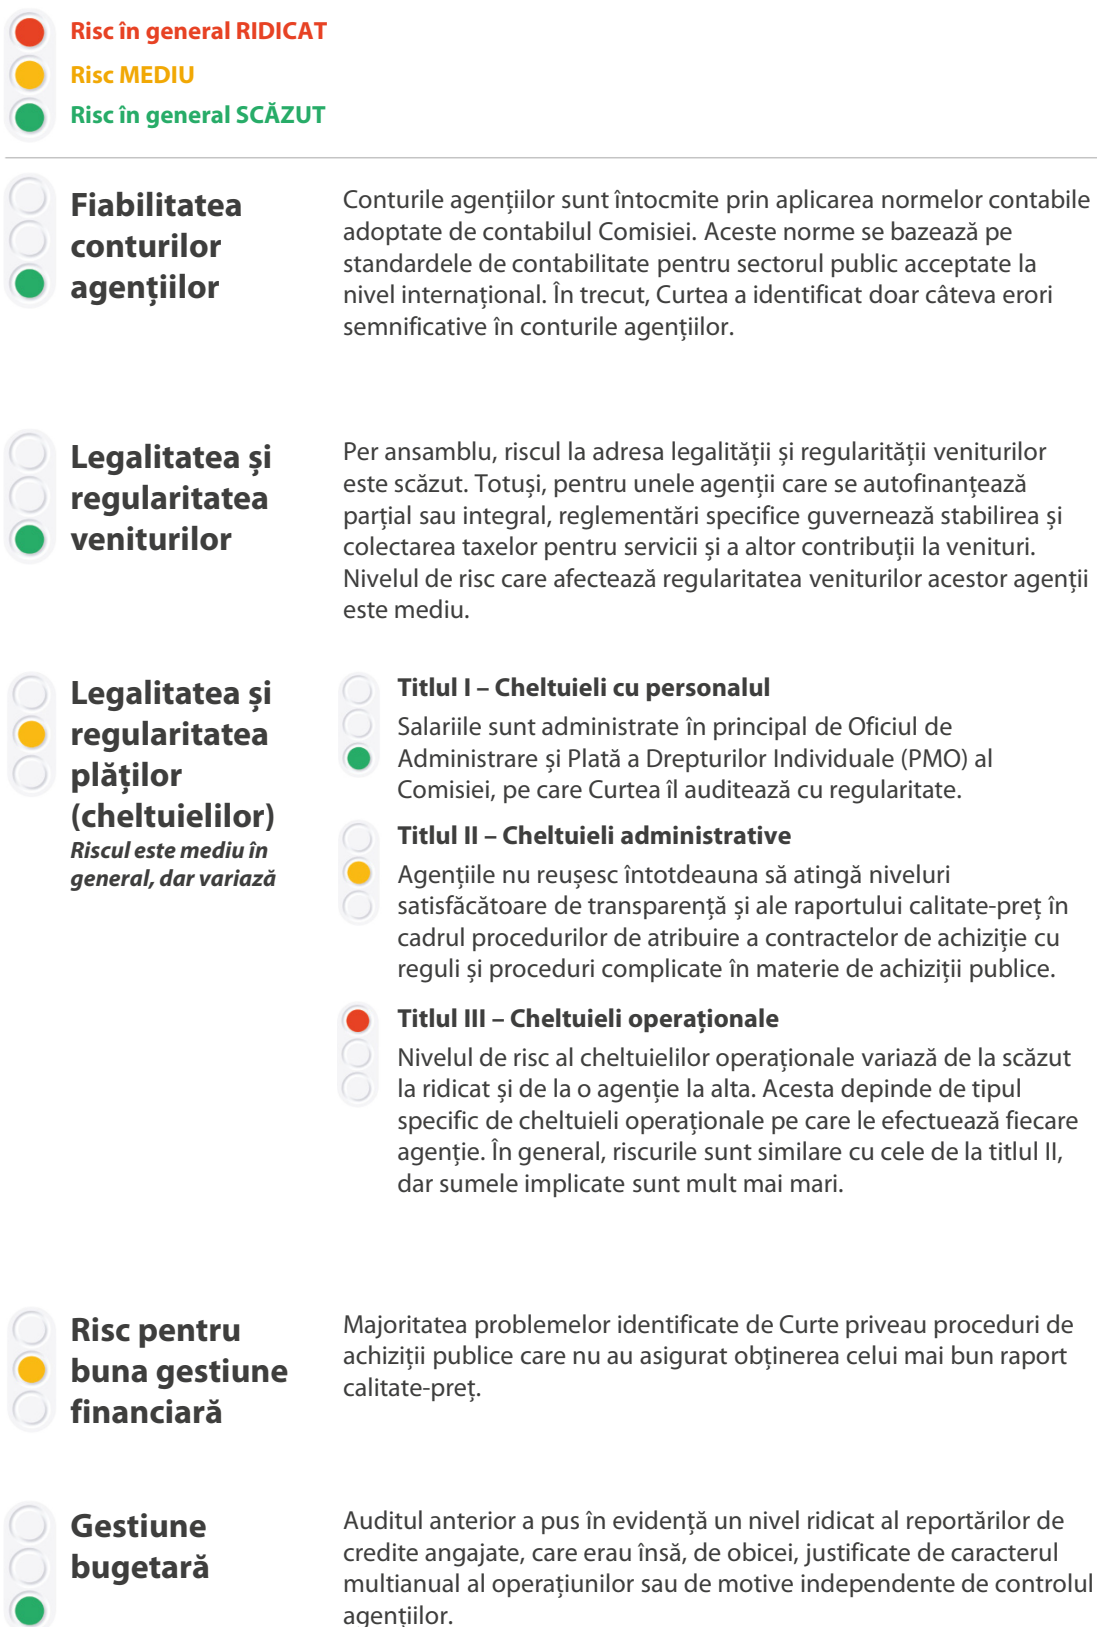 Risc în general RIDICAT
Risc MEDIU
Risc în general SCĂZUT
Fiabilitatea
conturilor
agențiilor
Conturile agențiilor sunt întocmite prin aplicarea normelor contabile
adoptate de contabilul Comisiei. Aceste norme se bazează pe
standardele de contabilitate pentru sectorul public acceptate la
nivel internațional. În trecut, Curtea a identificat doar câteva erori
semnificative în conturile agențiilor.
Legalitatea și
regularitatea
veniturilor
Per ansamblu, riscul la adresa legalității și regularității veniturilor
este scăzut. Totuși, pentru unele agenții care se autofinanțează
parțial sau integral, reglementări specifice guvernează stabilirea și
colectarea taxelor pentru servicii și a altor contribuții la venituri.
Nivelul de risc care afectează regularitatea veniturilor acestor agenții
este mediu.
Legalitatea și
regularitatea
plăților
(cheltuielilor)
Riscul este mediu în
general, dar variază
Titlul I – Cheltuieli cu personalul
Salariile sunt administrate în principal de Oficiul de
Administrare și Plată a Drepturilor Individuale (PMO) al
Comisiei, pe care Curtea îl auditează cu regularitate.
Titlul II – Cheltuieli administrative
Agențiile nu reușesc întotdeauna să atingă niveluri
satisfăcătoare de transparență și ale raportului calitate-preț în
cadrul procedurilor de atribuire a contractelor de achiziție cu
reguli și proceduri complicate în materie de achiziții publice.
Titlul III – Cheltuieli operaționale
Nivelul de risc al cheltuielilor operaționale variază de la scăzut
la ridicat și de la o agenție la alta. Acesta depinde de tipul
specific de cheltuieli operaționale pe care le efectuează fiecare
agenție. În general, riscurile sunt similare cu cele de la titlul II,
dar sumele implicate sunt mult mai mari.
Risc pentru
buna gestiune
financiară
Majoritatea problemelor identificate de Curte priveau proceduri de
achiziții publice care nu au asigurat obținerea celui mai bun raport
calitate-preț.
Gestiune
bugetară
Auditul anterior a pus în evidență un nivel ridicat al reportărilor de
credite angajate, care erau însă, de obicei, justificate de caracterul
multianual al operațiunilor sau de motive independente de controlul
agențiilor.